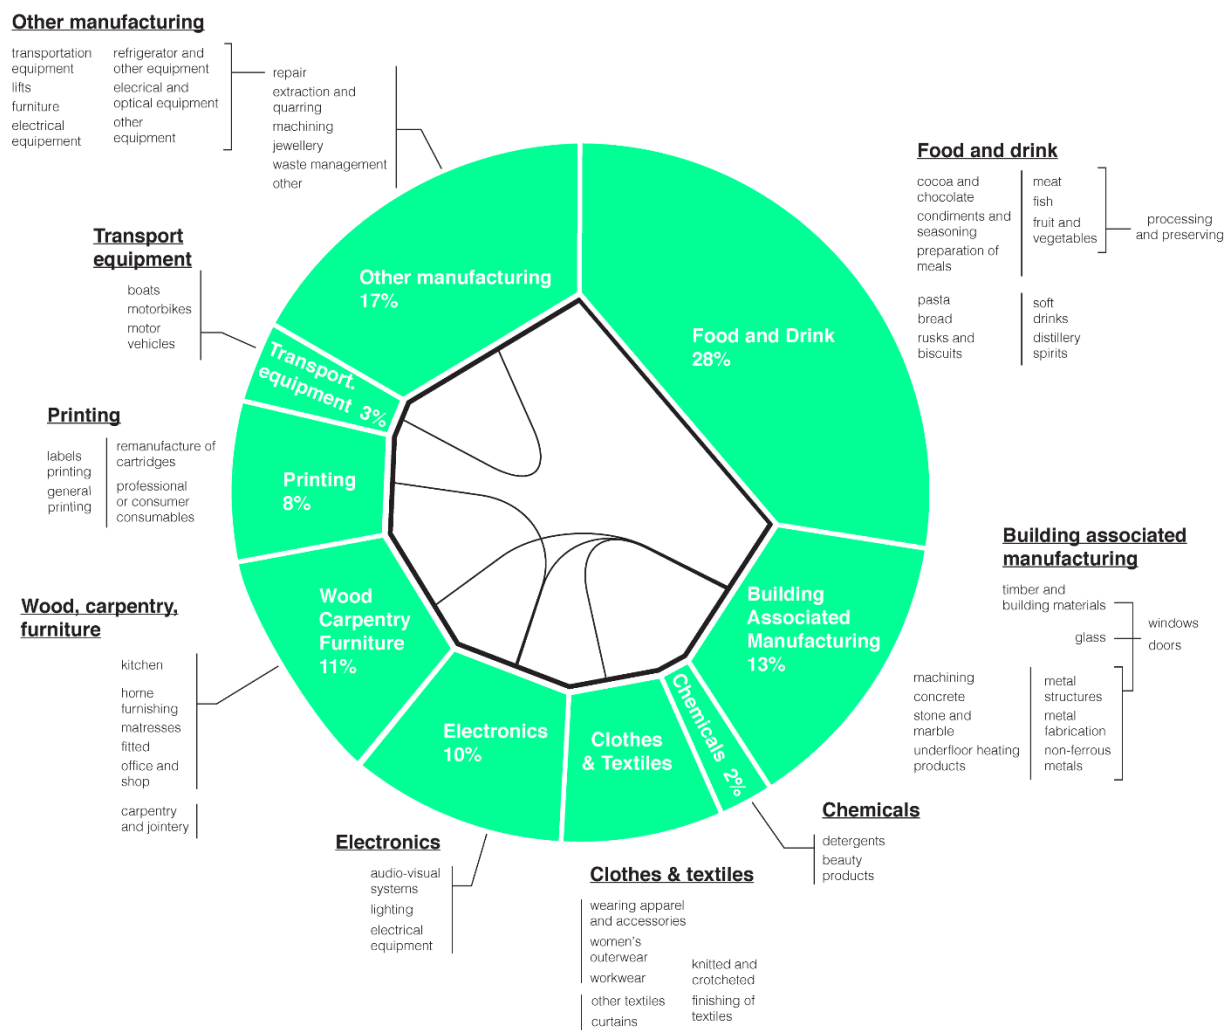 Other manufacturing
transportation
equipment
lifts
furniture
electrical
equipement
refrigerator and
other equipment
elecrical and
optical equipment
other
equipment
repair
extraction and
quarring
machining
jewellery
waste management
other
Food and drink
cocoa and
chocolate
condiments and
seasoning
preparation of
meals
meat
fish
fruit and
vegetables
processing
and preserving
pasta
bread
rusks and
biscuits
soft
drinks
distillery
spirits
Transport
equipment
boats
motorbikes
motor
vehicles
Other manufacturing
17%
Food and Drink
28%
Transport.
equipment 3%
Printing
labels
printing
general
printing
remanufacture of
cartridges
professional
or consumer
consumables
Printing
8%
Building associated
manufacturing
timber and
building materials
glass
windows
doors
machining
concrete
stone and
marble
underfloor heating
products
metal
structures
metal
fabrication
non-ferrous
metals
Wood, carpentry,
furniture
kitchen
home
furnishing
matresses
fitted
office and
shop
carpentry
and jointery
Wood
Carpentry
Furniture
11%
Building
Associated
Manufacturing
13%
Electronics
10%
Clothes
& Textiles
Chemicals 2%
Chemicals
detergents
beauty
products
Electronics
audio-visual
systems
lighting
electrical
equipment
Clothes & textiles
wearing apparel
and accessories
women's
outerwear
workwear
other textiles
curtains
knitted and
crotcheted
finishing of
textiles